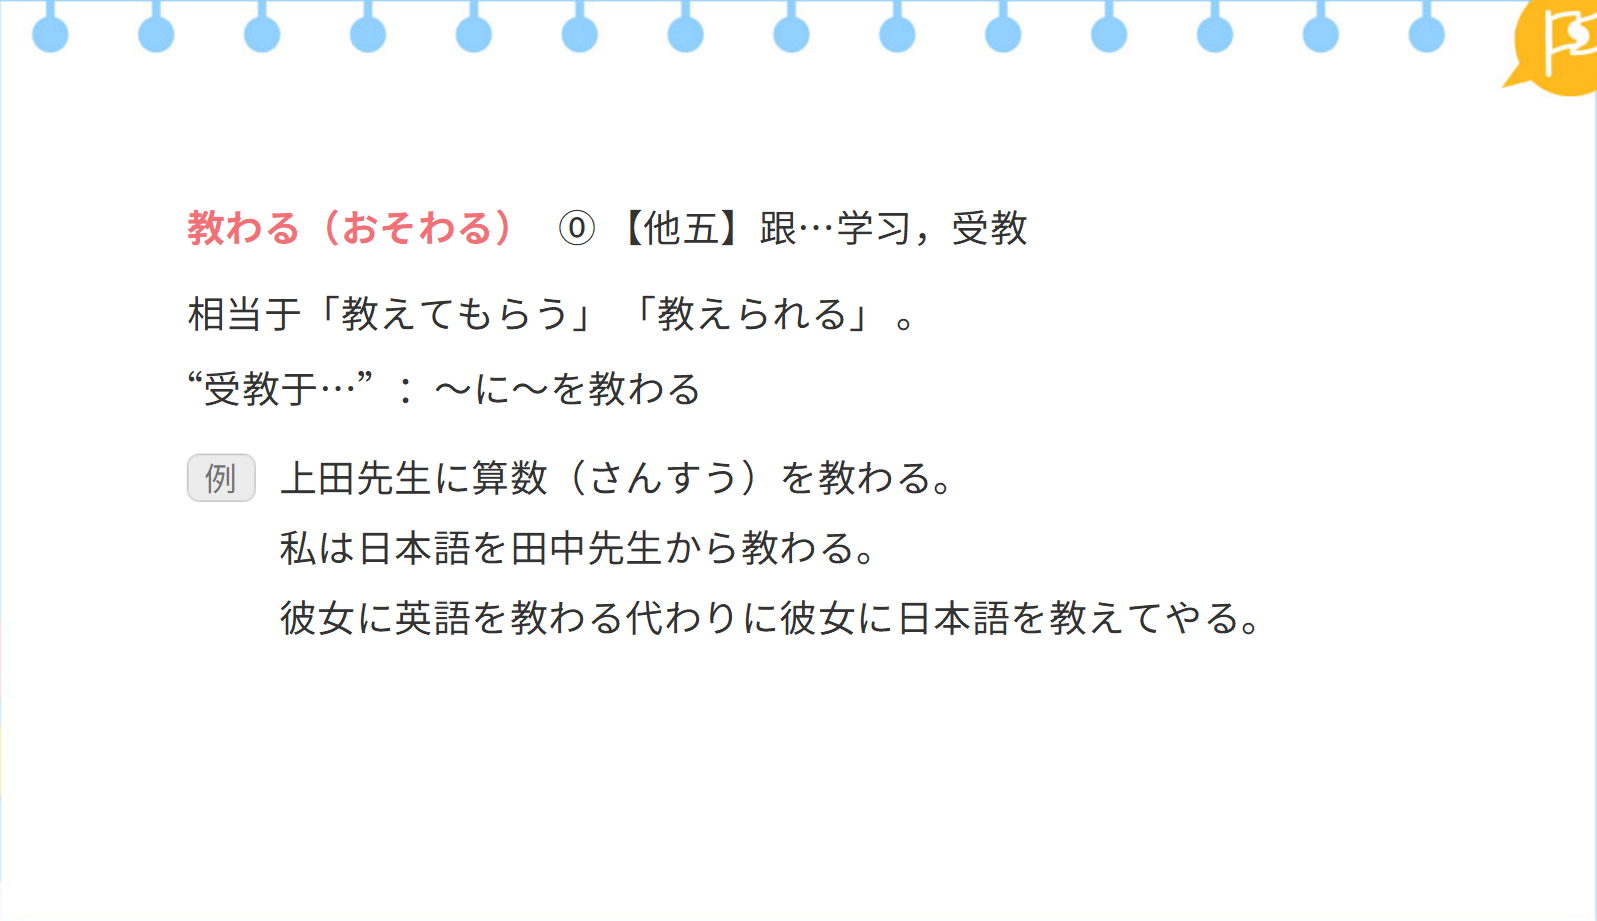 教わる（おそわる） ⓪ 【他五】跟…学习，受教
相当于「教えてもらう」 「教えられる」 。
“受教于…” ：～に～を教わる
例 上田先生に算数（さんすう）を教わる。
私は日本語を田中先生から教わる。
彼女に英語を教わる代わりに彼女に日本語を教えてやる。